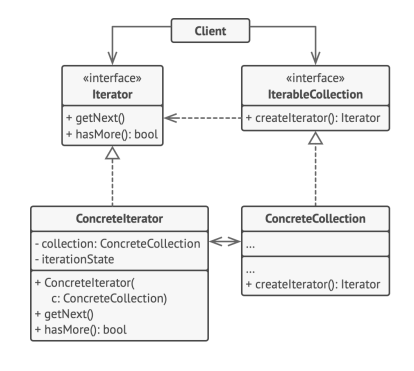 Client
«interface»
Iterator
+ getNext()
+ hasMore(): bool
«interface»
IterableCollection
+ createIterator(): Iterator
ConcreteIterator
- collection: ConcreteCollection
- iterationState
+ ConcreteIterator(
c: ConcreteCollection)
+ getNext()
+ hasMore(): bool
ConcreteCollection
...
...
+ createIterator(): Iterator